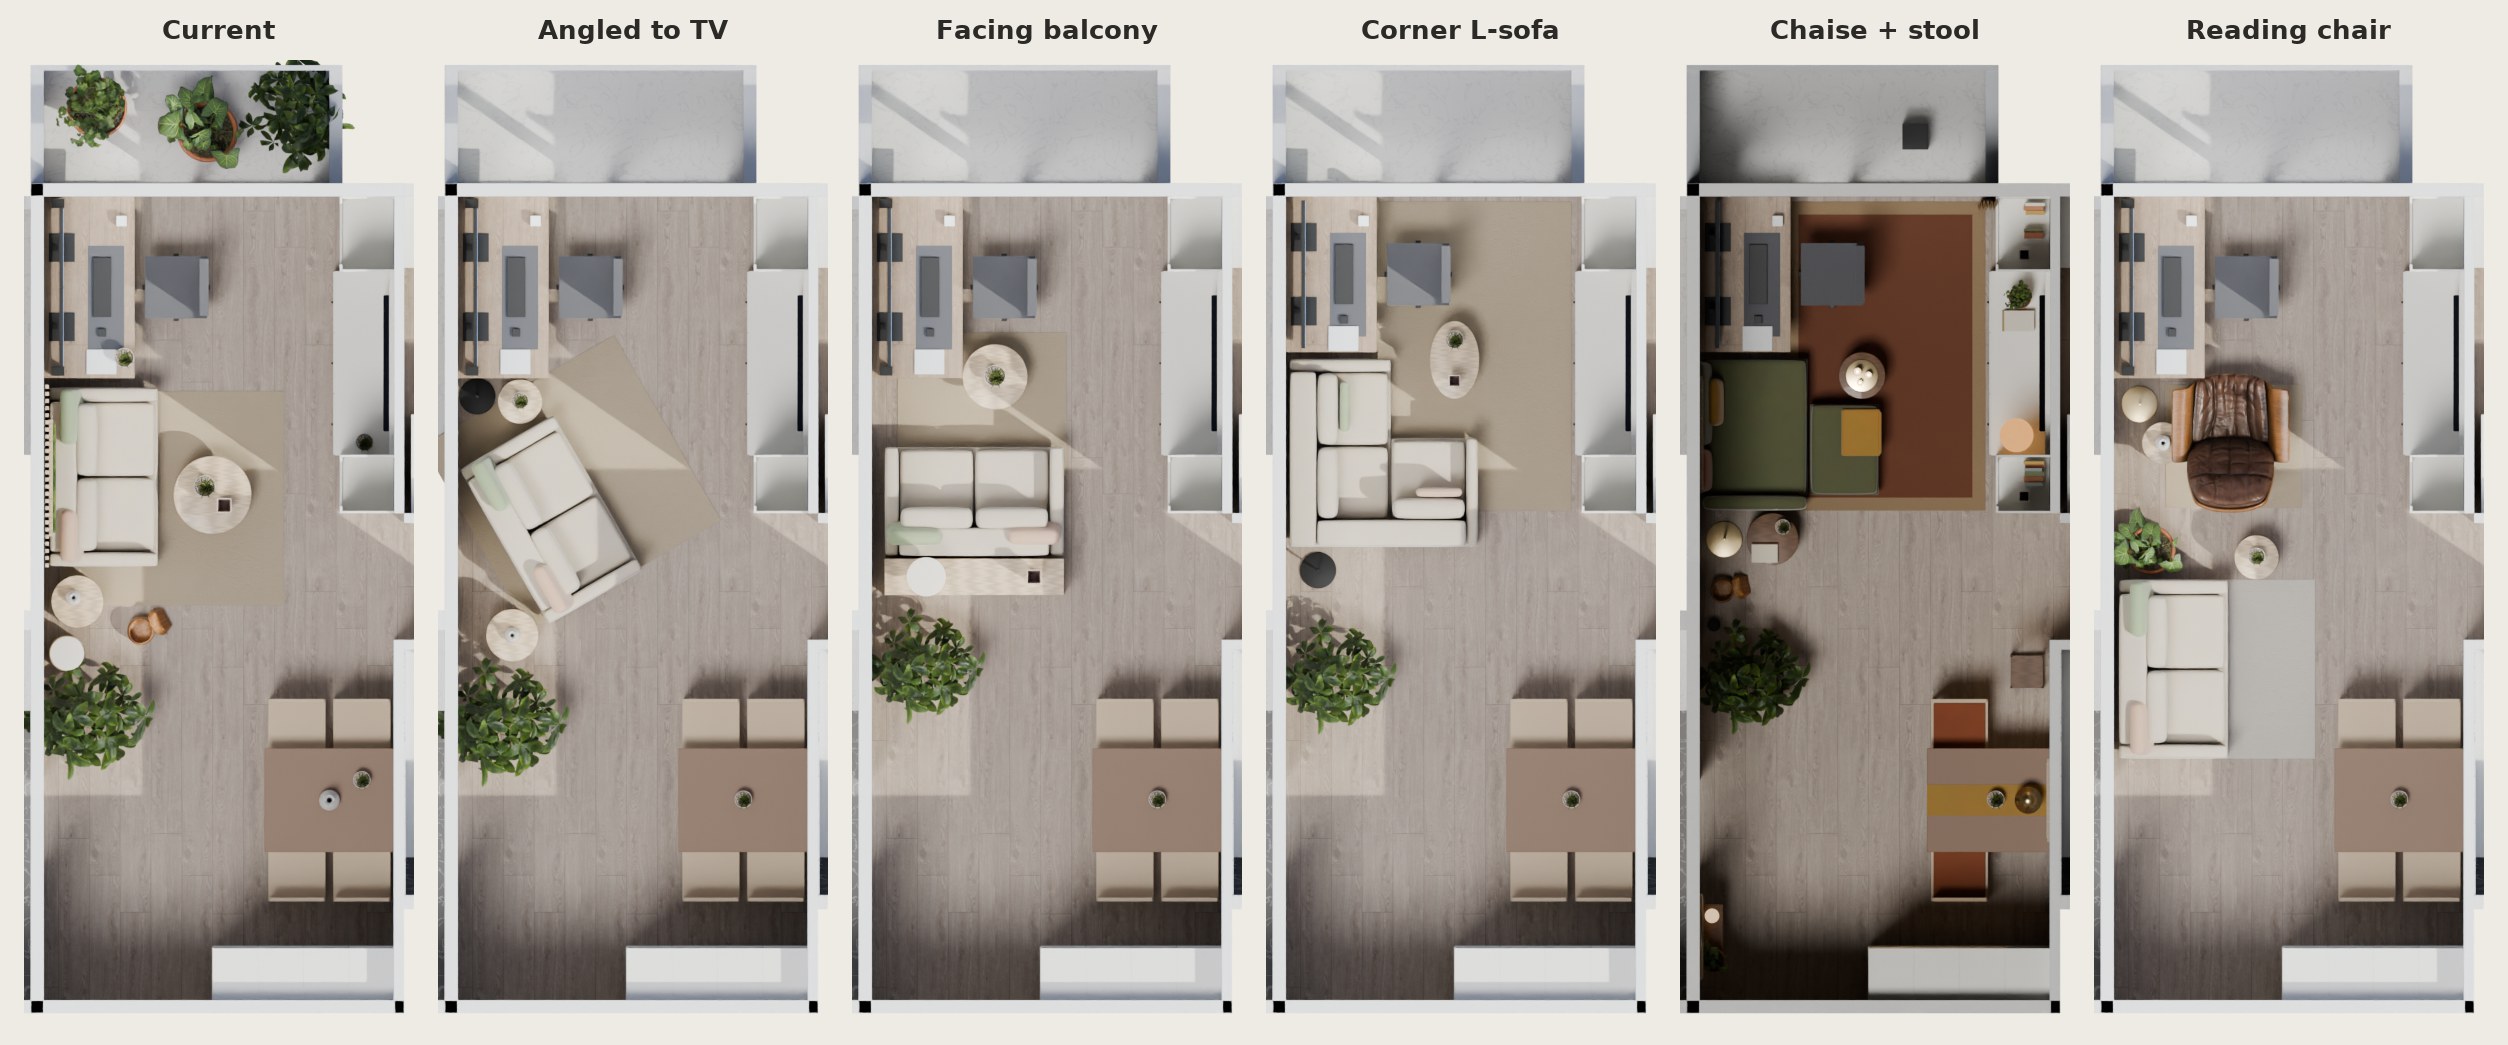 Current
Angled to TV
Facing balcony
Corner L-sofa
Chaise + stool
Reading chair